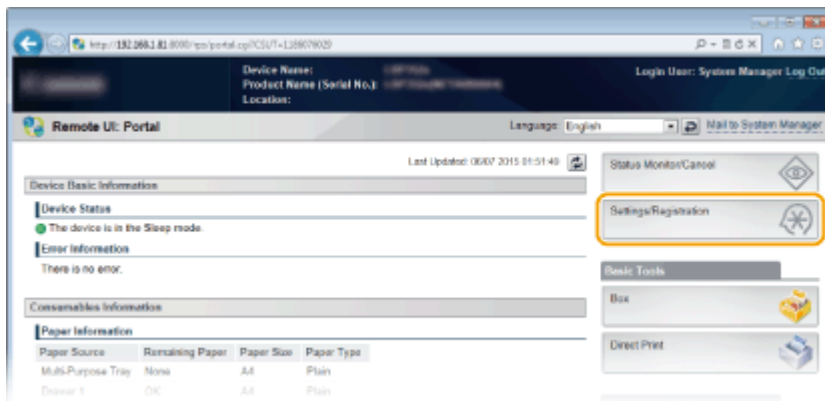 http://192.168.1.81:8000/rps/portal.cgi?CSUT=1188078029
Device Name:
Product Name (Serial No.):
Location:
Login User: System Manager Log Out
Remote UI: Portal
Language: English
Mail to System Manager
Last Updated: 06/07 2015 01:51:49
Device Basic Information
Device Status
The device is in the Sleep mode.
Error Information
There is no error.
Consumables Information
Paper Information
Paper Source Remaining Paper Paper Size Paper Type
Multi-Purpose Tray None A4 Plain
Drawer 1 OK A4 Plain
Status Monitor/Cancel
Settings/Registration
Basic Tools
Box
Direct Print